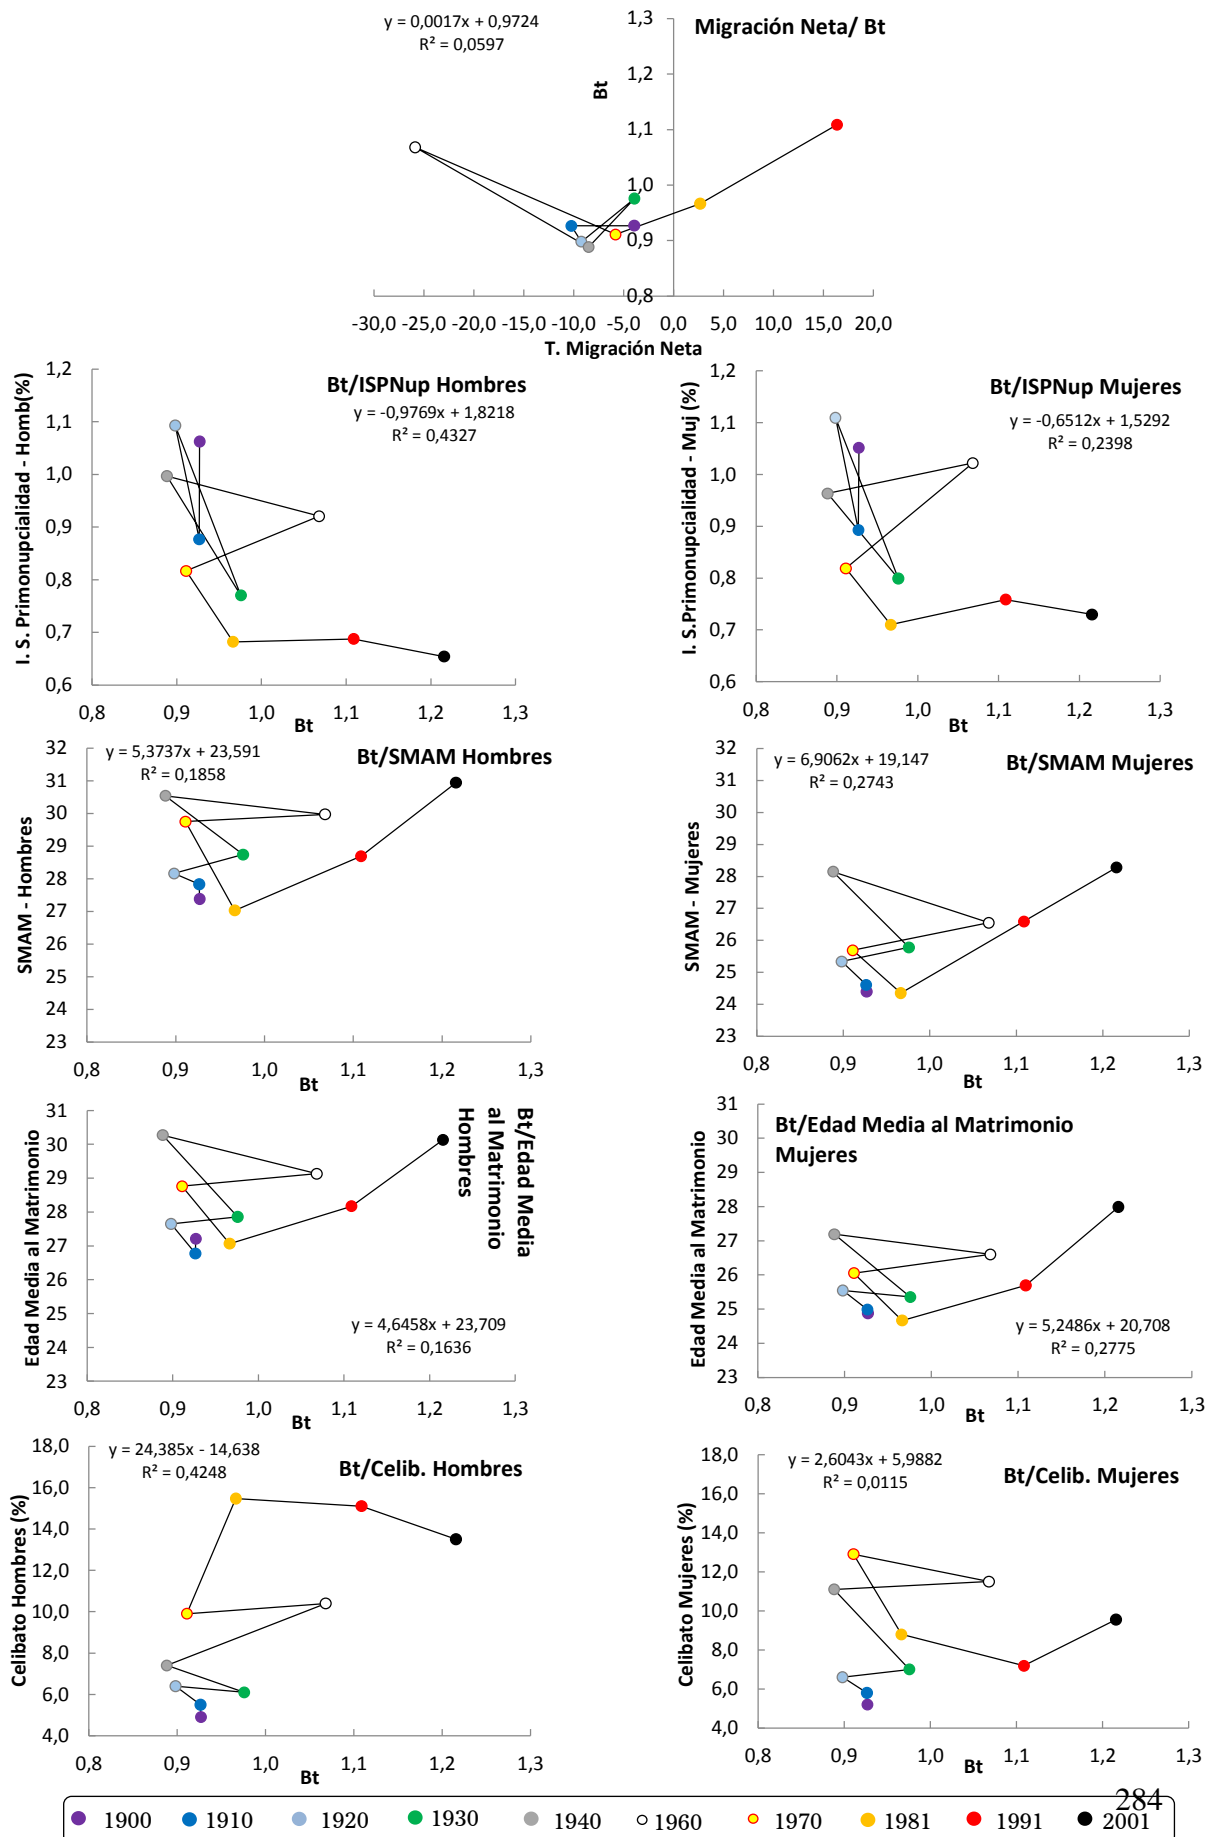 y = 0,0017x + 0,9724
R² = 0,0597
Migración Neta/ Bt
Bt
1,3
1,2
1,1
1,0
0,9
0,8
-30,0 -25,0 -20,0 -15,0 -10,0 -5,0 0,0 5,0 10,0 15,0 20,0
T. Migración Neta
Bt/ISPNup Hombres
y = -0,9769x + 1,8218
R² = 0,4327
I. S. Primonupcialidad - Homb(%)
1,2
1,1
1,0
0,9
0,8
0,7
0,6
0,8 0,9 1,0 1,1 1,2 1,3
Bt
Bt/ISPNup Mujeres
y = -0,6512x + 1,5292
R² = 0,2398
I. S.Primonupcialidad - Muj (%)
1,2
1,1
1,0
0,9
0,8
0,7
0,6
0,8 0,9 1,0 1,1 1,2 1,3
Bt
y = 5,3737x + 23,591
R² = 0,1858
Bt/SMAM Hombres
SMAM - Hombres
32
31
30
29
28
27
26
25
24
23
0,8 0,9 1,0 1,1 1,2 1,3
Bt
y = 6,9062x + 19,147
R² = 0,2743
Bt/SMAM Mujeres
SMAM - Mujeres
32
31
30
29
28
27
26
25
24
23
0,8 0,9 1,0 1,1 1,2 1,3
Bt
Bt/Edad Media
al Matrimonio
Hombres
y = 4,6458x + 23,709
R² = 0,1636
Edad Media al Matrimonio
31
30
29
28
27
26
25
24
23
0,8 0,9 1,0 1,1 1,2 1,3
Bt
Bt/Edad Media al Matrimonio
Mujeres
y = 5,2486x + 20,708
R² = 0,2775
Edad Media al Matrimonio
31
30
29
28
27
26
25
24
23
0,8 0,9 1,0 1,1 1,2 1,3
Bt
y = 24,385x - 14,638
R² = 0,4248
Bt/Celib. Hombres
Celibato Hombres (%)
18,0
16,0
14,0
12,0
10,0
8,0
6,0
4,0
0,8 0,9 1,0 1,1 1,2 1,3
Bt
y = 2,6043x + 5,9882
R² = 0,0115
Bt/Celib. Mujeres
Celibato Mujeres (%)
18,0
16,0
14,0
12,0
10,0
8,0
6,0
4,0
0,8 0,9 1,0 1,1 1,2 1,3
Bt
284
1900 1910 1920 1930 1940 1960 1970 1981 1991 2001